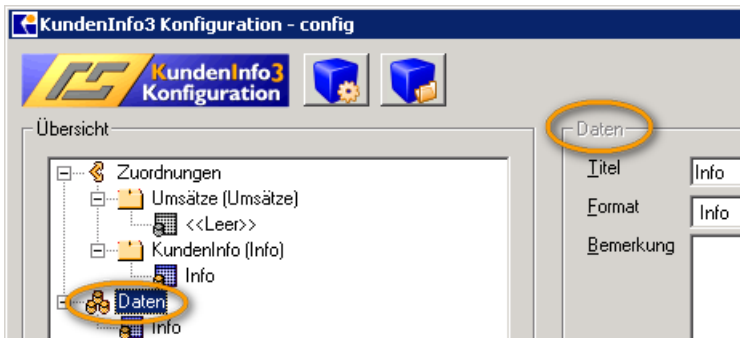 KundenInfo3 Konfiguration - config
KundenInfo3
Konfiguration
Übersicht
Zuordnungen
Umsätze (Umsätze)
<<Leer>>
KundenInfo (Info)
Info
Daten
Info
Daten
Titel
Info
Format
Info
Bemerkung